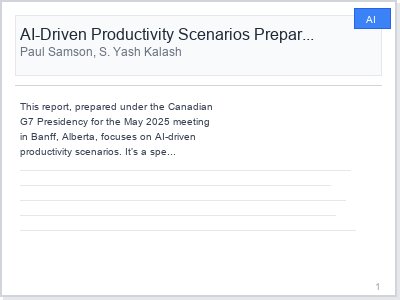 AI
AI-Driven Productivity Scenarios Prepar...
Paul Samson, S. Yash Kalash
This report, prepared under the Canadian
G7 Presidency for the May 2025 meeting
in Banff, Alberta, focuses on AI-driven
productivity scenarios. It's a spe...
1